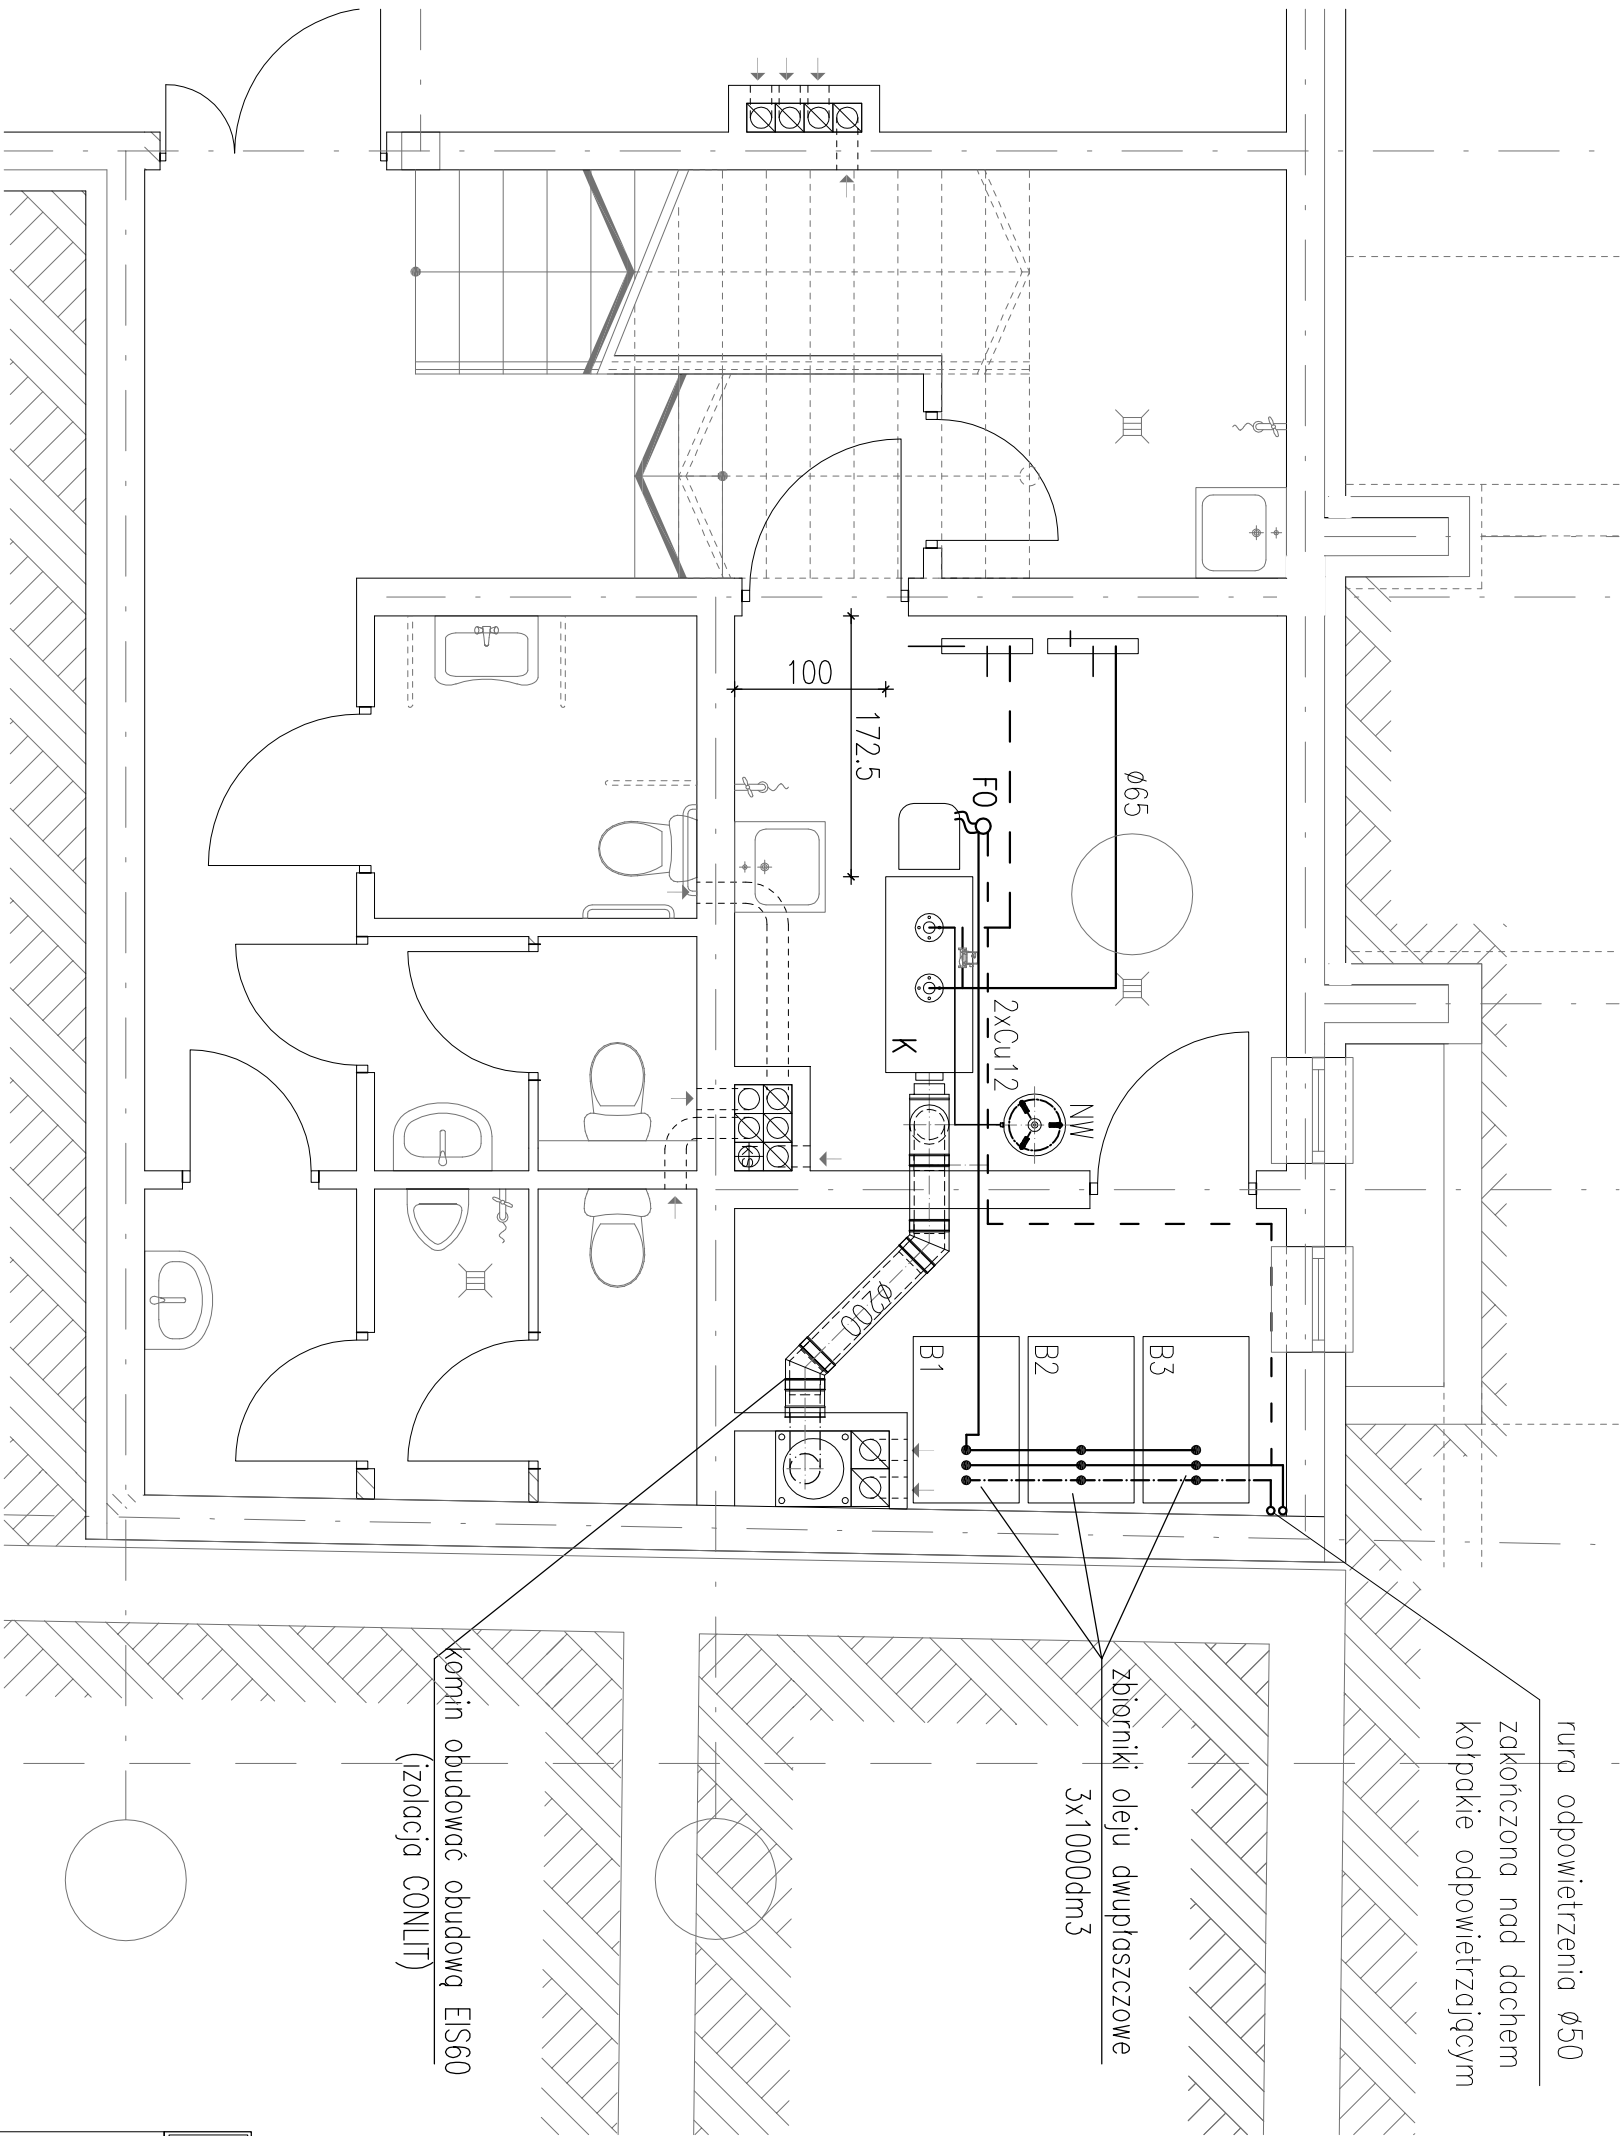 rura odpowietrzenia ø50
zakończona nad dachem
kołpakie odpowietrzającym
zbiorniki oleju dwupłaszczowe
3x1000dm3
komin obudować obudową EIS60
(izolacja CONLIT)
ø65
FO
172.5
100
2xCu12
NW
K
ø200
B3
B2
B1